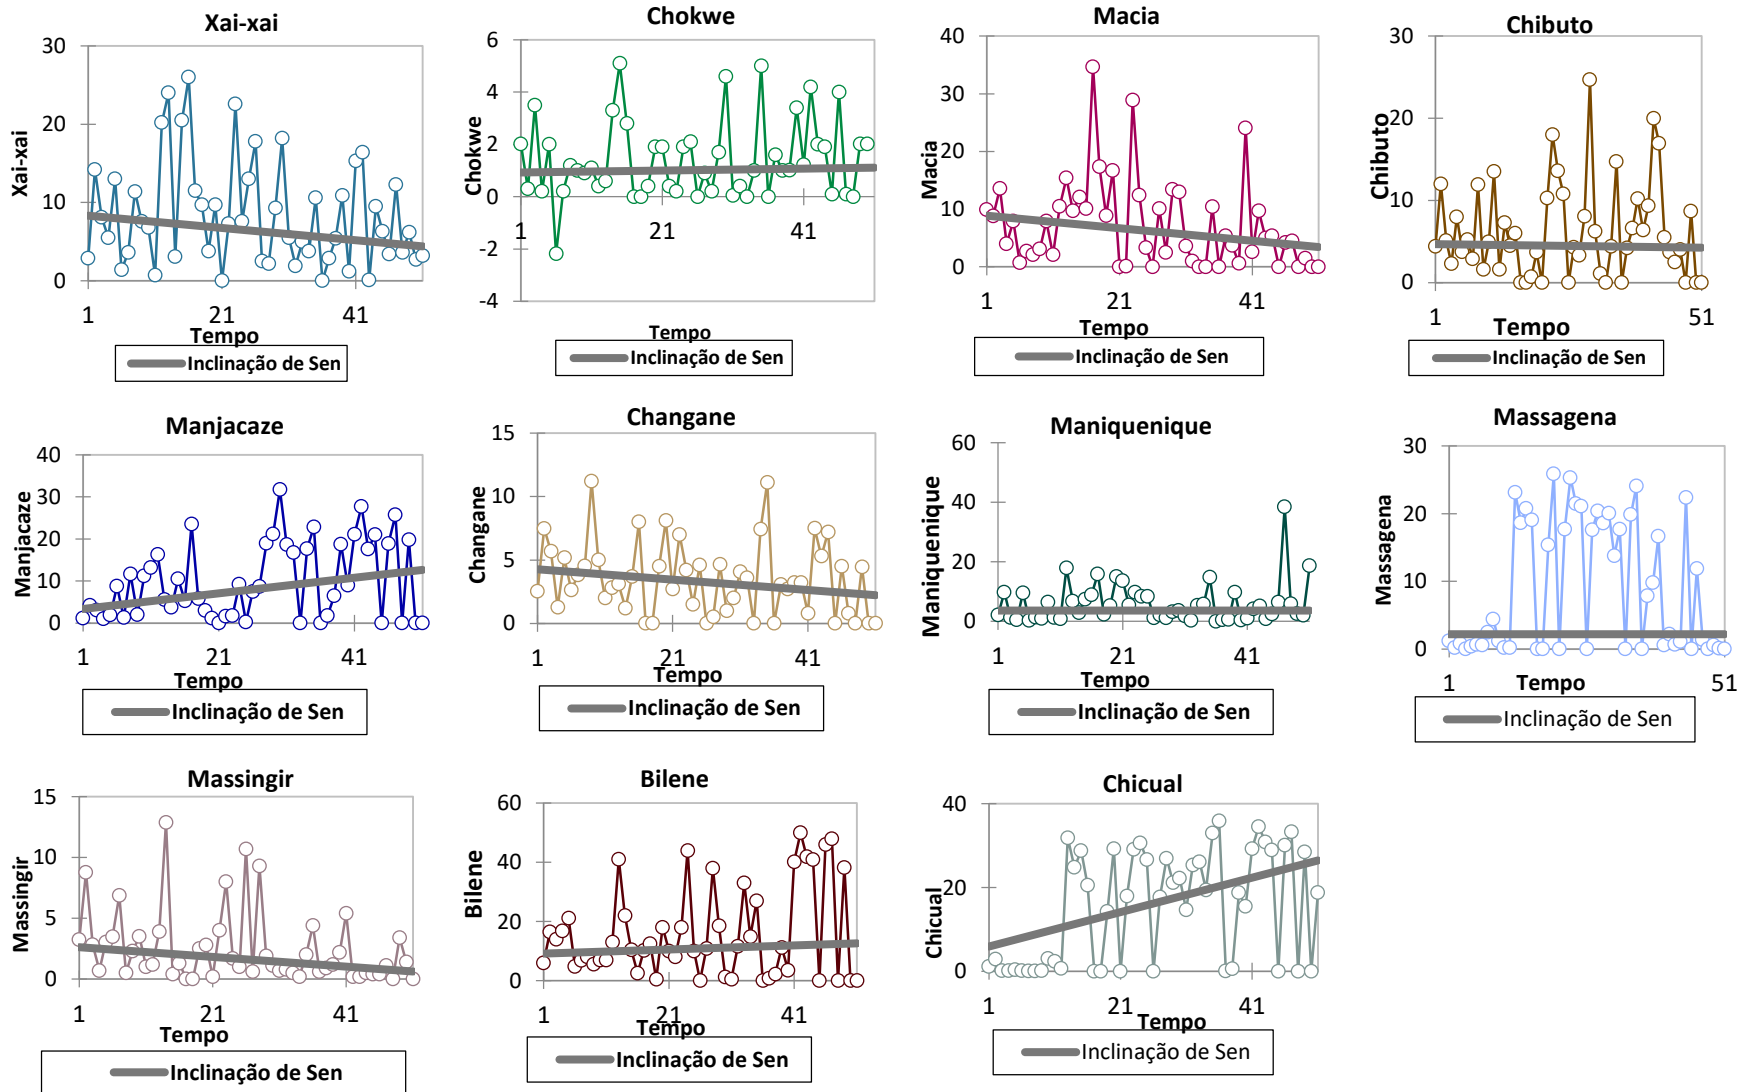 Xai-xai
30
20
10
0
Xai-xai
1
21
41
Tempo
Inclinação de Sen
Chokwe
6
4
2
0
-2
-4
Chokwe
1
21
41
Tempo
Inclinação de Sen
Macia
40
30
20
10
0
Macia
1
21
41
Tempo
Inclinação de Sen
Chibuto
30
20
10
0
Chibuto
1
51
Tempo
Inclinação de Sen
Manjacaze
40
30
20
10
0
Manjacaze
1
21
41
Tempo
Inclinação de Sen
Changane
15
10
5
0
Changane
1
21
41
Tempo
Inclinação de Sen
Maniquenique
60
40
20
0
Maniquenique
1
21
41
Tempo
Inclinação de Sen
Massagena
30
20
10
0
Massagena
1
51
Tempo
Inclinação de Sen
Massingir
15
10
5
0
Massingir
1
21
41
Tempo
Inclinação de Sen
Bilene
60
40
20
0
Bilene
1
21
41
Tempo
Inclinação de Sen
Chicual
40
20
0
Chicual
1
21
41
Tempo
Inclinação de Sen